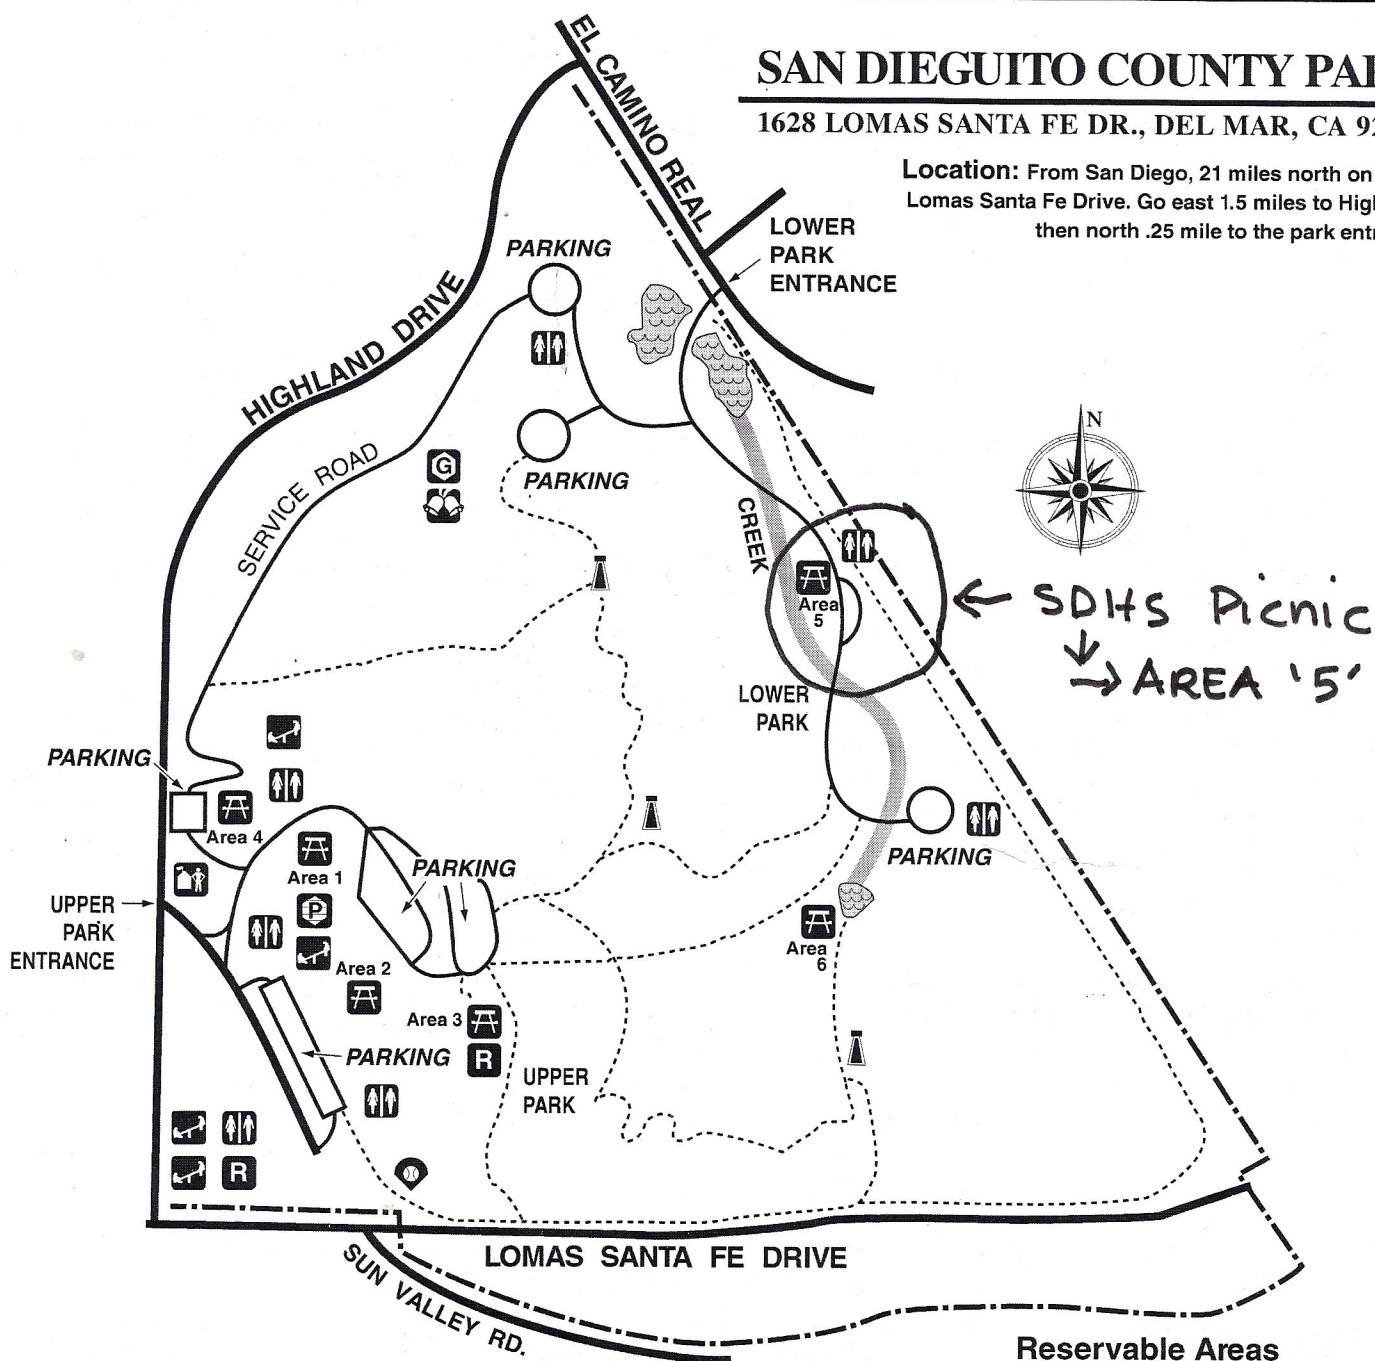 SAN DIEGUITO COUNTY
1628 LOMAS SANTA FE DR., DEL MAR, CA
Location: From San Diego, 21 miles north on
Lomas Santa Fe Drive. Go east 1.5 miles to
then north .25 mile to the park
EL CAMINO REAL
LOWER
PARK
ENTRANCE
PARKING
HIGHLAND DRIVE
SERVICE ROAD
G
PARKING
N
CREEK
Area
5
← SDHS Picnic
↓
→ AREA '5'
LOWER
PARK
PARKING
Area 4
Area 1
PARKING
PARKING
UPPER
PARK
ENTRANCE
P
Area 2
Area
6
Area 3
R
PARKING
UPPER
PARK
R
LOMAS SANTA FE DRIVE
SUN VALLEY RD.
Reservable Areas